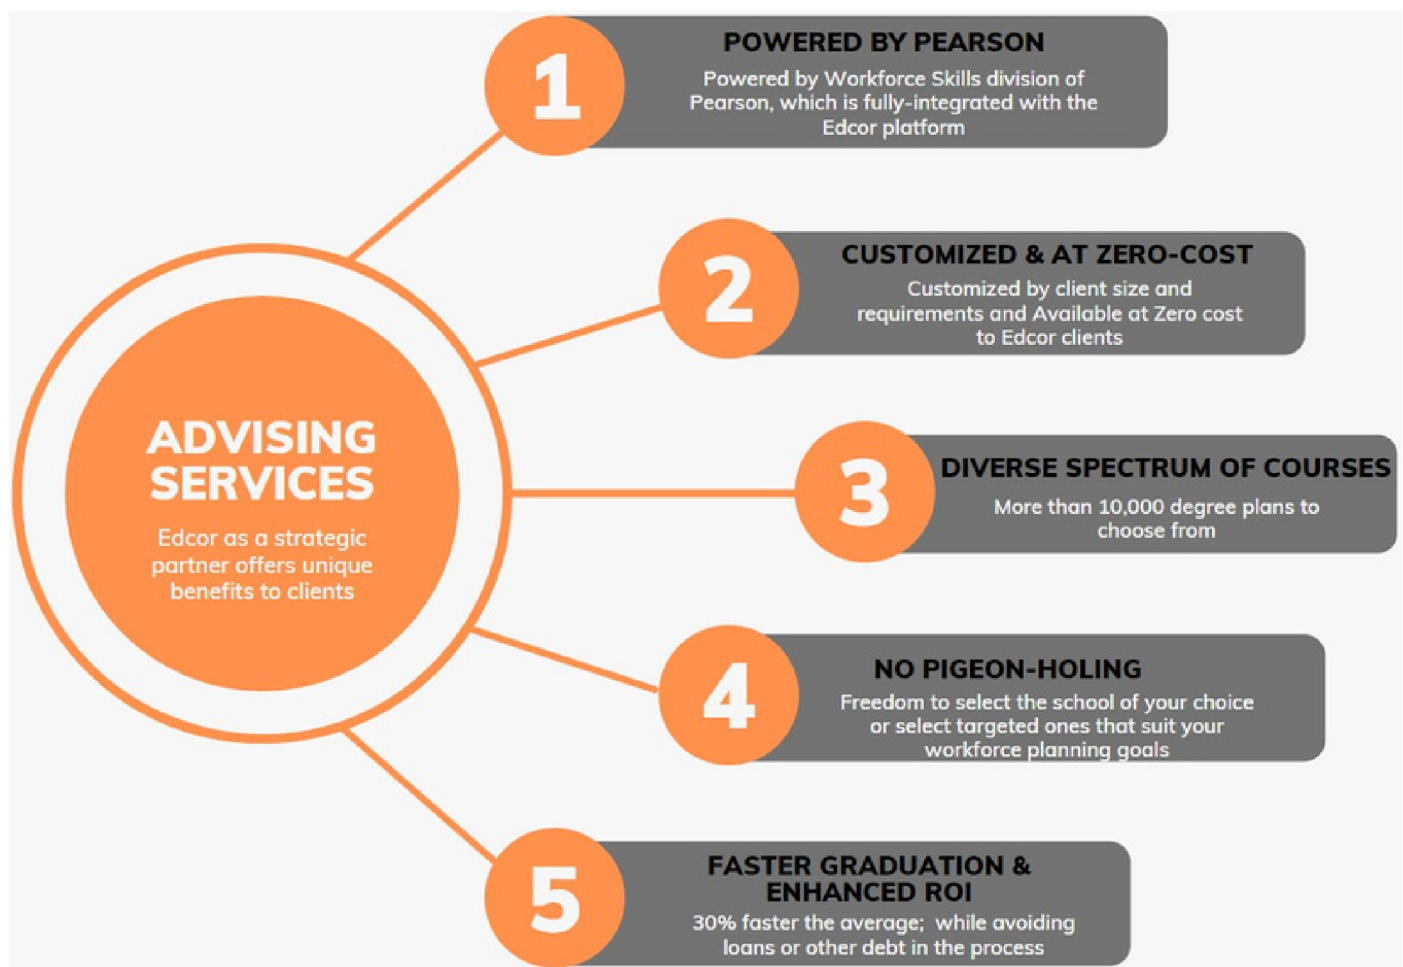 1
POWERED BY PEARSON
Powered by Workforce Skills division of
Pearson, which is fully-integrated with the
Edcor platform
2
CUSTOMIZED & AT ZERO-COST
Customized by client size and
requirements and Available at Zero cost
to Edcor clients
ADVISING
SERVICES
Edcor as a strategic
partner offers unique
benefits to clients
3
DIVERSE SPECTRUM OF COURSES
More than 10,000 degree plans to
choose from
4
NO PIGEON-HOLING
Freedom to select the school of your choice
or select targeted ones that suit your
workforce planning goals
5
FASTER GRADUATION &
ENHANCED ROI
30% faster the average;  while avoiding
loans or other debt in the process